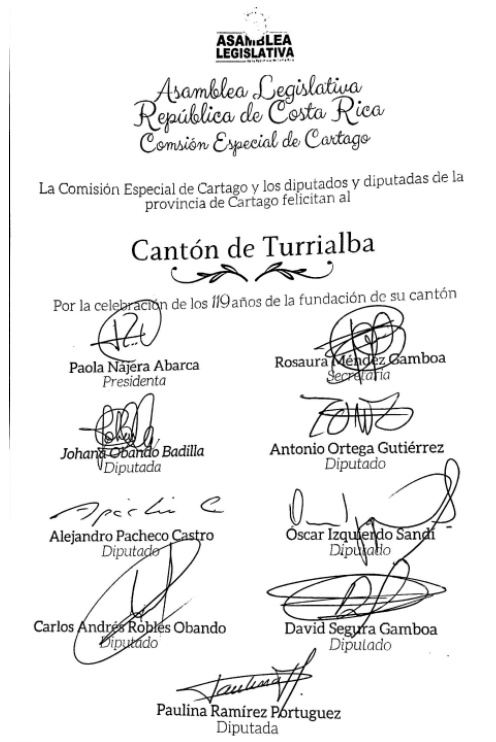 ASAMBLEA
LEGISLATIVA
Asamblea Legislativa
República de Costa Rica
Comsión Especial de Cartago
La Comisión Especial de Cartago y los diputados y diputadas de la
provincia de Cartago felicitan al
Cantón de Turrialba
Por la celebración de los 119 años de la fundación de su cantón
Paola Nájera Abarca
Presidenta
Rosaura Méndez Gamboa
Secretaria
Johana Obando Badilla
Diputada
Antonio Ortega Gutiérrez
Diputado
Alejandro Pacheco Castro
Diputado
Óscar Izquierdo Sandí
Diputado
Carlos Andrés Robles Obando
Diputado
David Segura Gamboa
Diputado
Paulina
Paulina Ramírez Portuguez
Diputada